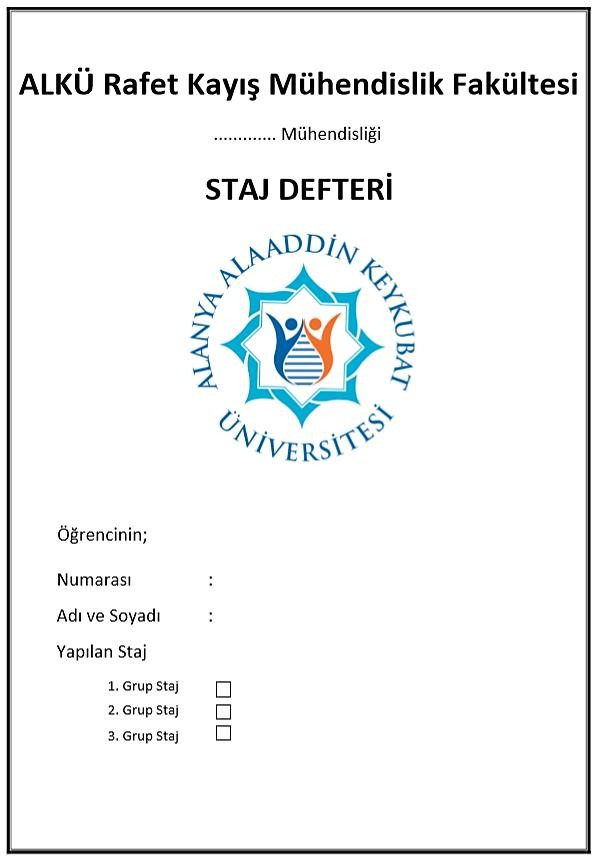 ALKÜ Rafet Kayış Mühendislik Fakültesi
............. Mühendisliği
STAJ DEFTERİ
ALANYA ALAADDİN KEYKUBAT
ÜNİVERSİTESİ
Öğrencinin;
Numarası :
Adı ve Soyadı :
Yapılan Staj
1. Grup Staj ☐
2. Grup Staj ☐
3. Grup Staj ☐